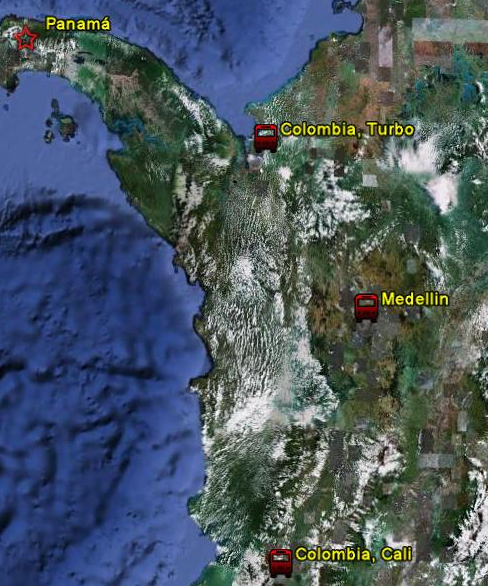 Panamá
Colombia, Turbo
Medellin
Colombia, Cali